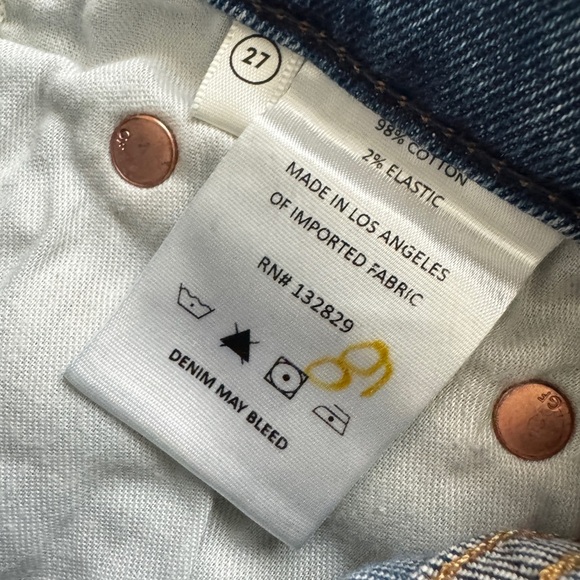 27
98% COTTON
2% ELASTIC
MADE IN LOS ANGELES
OF IMPORTED FABRIC
RN# 132829
DENIM MAY BLEED